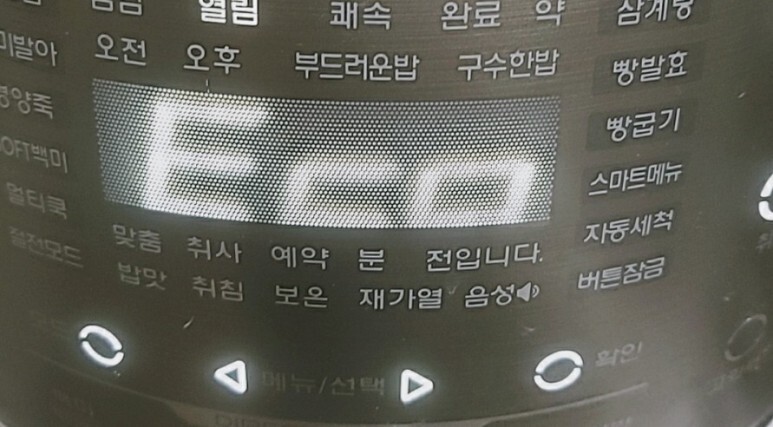 열림 쾌속 완료 약 삼계탕
미발아 오전 오후 부드러운밥 구수한밥 빵발효
영양죽 Eco 빵굽기
SOFT백미 스마트메뉴
멀티쿡 자동세척
절전모드 맞춤 취사 예약 분 전입니다.
밥맛 취침 보온 재가열 음성 버튼잠금
메뉴/선택 확인